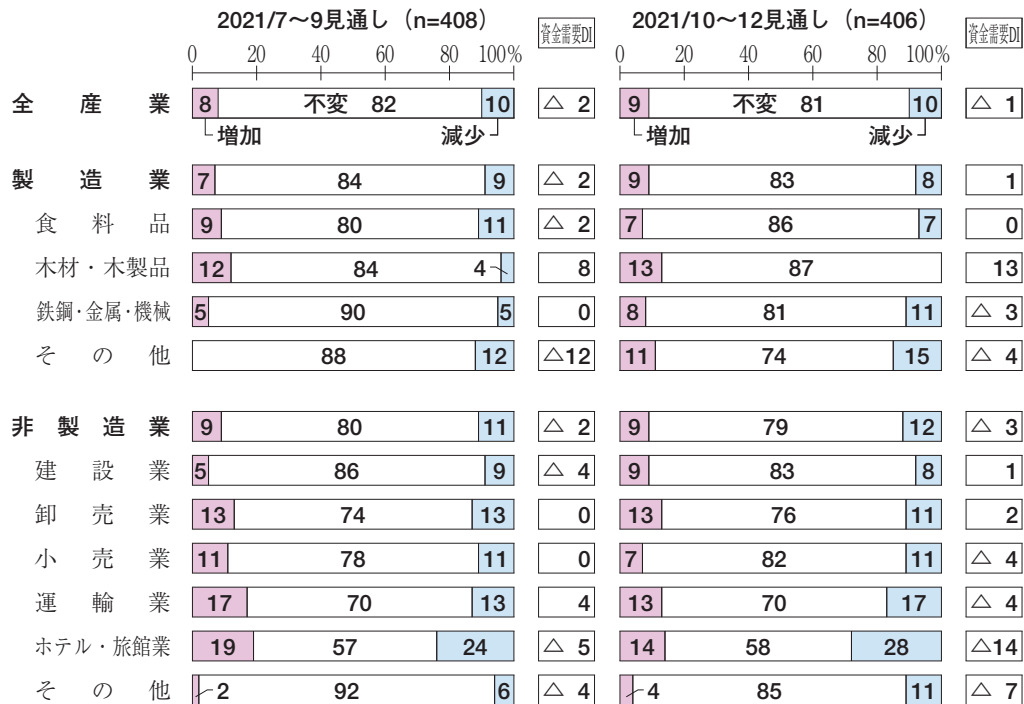 2021/7～9見通し（n=408） 2021/10～12見通し（n=406）
資金需要DI 資金需要DI
0 20 40 60 80 100% 0 20 40 60 80 100%
全産業 8 不変 82 10 △ 2 9 不変 81 10 △ 1
増加 減少 増加 減少
製造業 7 84 9 △ 2 9 83 8 1
食料品 9 80 11 △ 2 7 86 7 0
木材・木製品 12 84 4 8 13 87 13
鉄鋼・金属・機械 5 90 5 0 8 81 11 △ 3
その他 88 12 △12 11 74 15 △ 4
非製造業 9 80 11 △ 2 9 79 12 △ 3
建設業 5 86 9 △ 4 9 83 8 1
卸売業 13 74 13 0 13 76 11 2
小売業 11 78 11 0 7 82 11 △ 4
運輸業 17 70 13 4 13 70 17 △ 4
ホテル・旅館業 19 57 24 △ 5 14 58 28 △14
その他 2 92 6 △ 4 4 85 11 △ 7